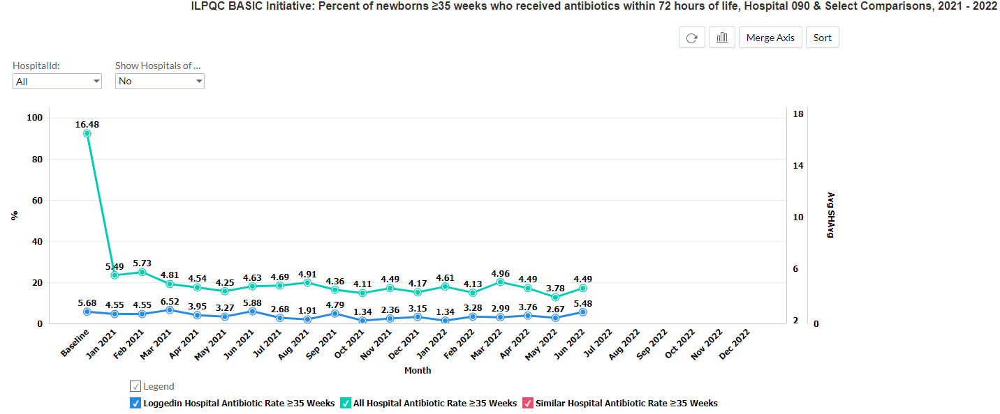 ILPQC BASIC Initiative: Percent of newborns ≥35 weeks who received antibiotics within 72 hours of life, Hospital 090 & Select Comparisons, 2021 - 2022
Merge Axis Sort
HospitalId: Show Hospitals of ...
All No
100 18
16.48
80 14
60
% 10 Avg SHAvg
40
5.49 5.73 4.81 4.54 4.25 4.63 4.69 4.91 4.36 4.11 4.49 4.17 4.61 4.13 4.96 4.49 3.78 4.49 6
20
5.68 4.55 4.55 6.52 3.95 3.27 5.88 2.68 1.91 4.79 1.34 2.36 3.15 1.34 3.28 2.99 3.76 2.67 5.48
0 2 0
Baseline Jan 2021 Feb 2021 Mar 2021 Apr 2021 May 2021 Jun 2021 Jul 2021 Aug 2021 Sep 2021 Oct 2021 Nov 2021 Dec 2021 Jan 2022 Feb 2022 Mar 2022 Apr 2022 May 2022 Jun 2022 Jul 2022 Aug 2022 Sep 2022 Oct 2022 Nov 2022 Dec 2022
Month
Legend
Loggedin Hospital Antibiotic Rate ≥35 Weeks All Hospital Antibiotic Rate ≥35 Weeks Similar Hospital Antibiotic Rate ≥35 Weeks